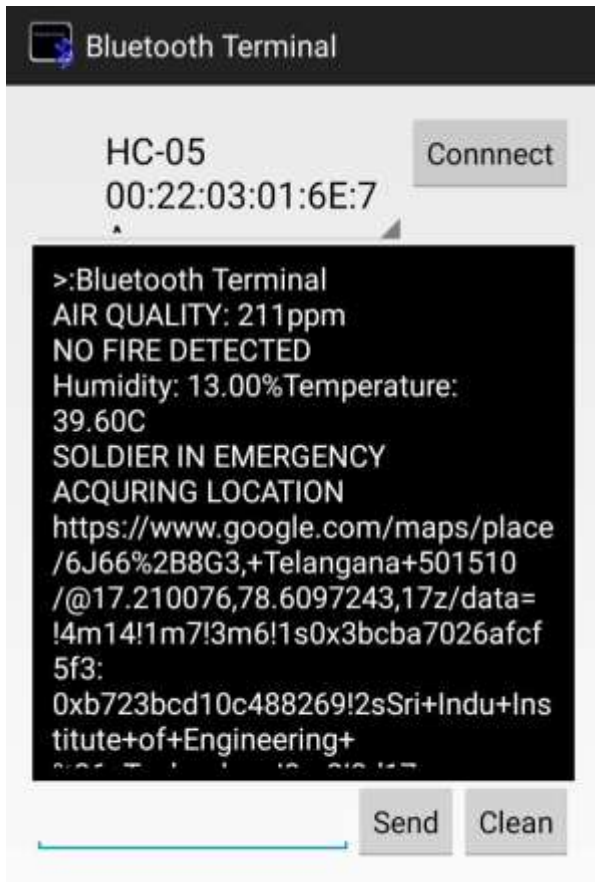 Bluetooth Terminal
HC-05
Connnect
00:22:03:01:6E:7
>:Bluetooth Terminal
AIR QUALITY: 211ppm
NO FIRE DETECTED
Humidity: 13.00%Temperature:
39.60C
SOLDIER IN EMERGENCY
ACQURING LOCATION
https://www.google.com/maps/place
/6J66%2B8G3,+Telangana+501510
/@17.210076,78.6097243,17z/data=
!4m14!1m7!3m6!1s0x3bcba7026afcf
5f3:
0xb723bcd10c488269!2sSri+Indu+Ins
titute+of+Engineering+
Send
Clean